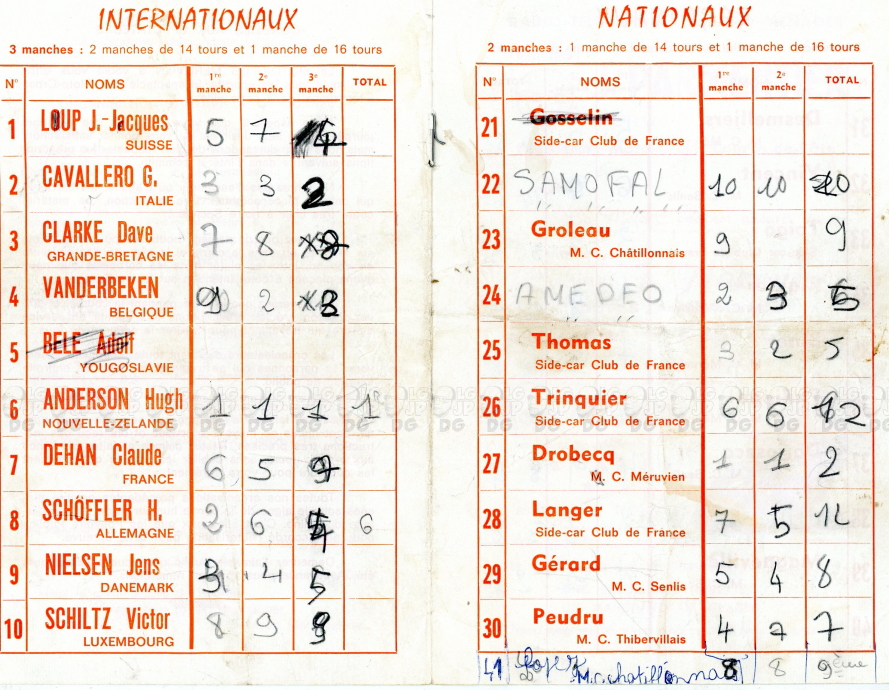 INTERNATIONAUX
3 manches : 2 manches de 14 tours et 1 manche de 16 tours
N° NOMS 1re manche 2e manche 3e manche TOTAL
1 LOUP J.-Jacques 5 7
SUISSE
2 CAVALLERO G. 3 3 2
ITALIE
3 CLARKE Dave 7 8
GRANDE-BRETAGNE
4 VANDERBEKEN 9 2
BELGIQUE
5 BELE Adolf
YOUGOSLAVIE
6 ANDERSON Hugh 1 1 1 1
NOUVELLE-ZELANDE
7 DEHAN Claude 6 5
FRANCE
8 SCHÖFFLER H. 2 6 6
ALLEMAGNE
9 NIELSEN Jens 4 5
DANEMARK
10 SCHILTZ Victor 8 9 9
LUXEMBOURG
NATIONAUX
2 manches : 1 manche de 14 tours et 1 manche de 16 tours
N° NOMS 1re manche 2e manche TOTAL
21 Gosselin
Side-car Club de France
22 SAMOFAL 10 10
23 Groleau 9 9
M. C. Châtillonnais
24 AMEDEO 2 3
25 Thomas 3 2 5
Side-car Club de France
26 Trinquier 6 6 12
Side-car Club de France
27 Drobecq 1 1 2
M. C. Méruvien
28 Langer 7 5 12
Side-car Club de France
29 Gérard 5 4 8
M. C. Senlis
30 Peudru 4 7
M. C. Thibervillais
41 M.C. chatillonnais 8 8 9ème